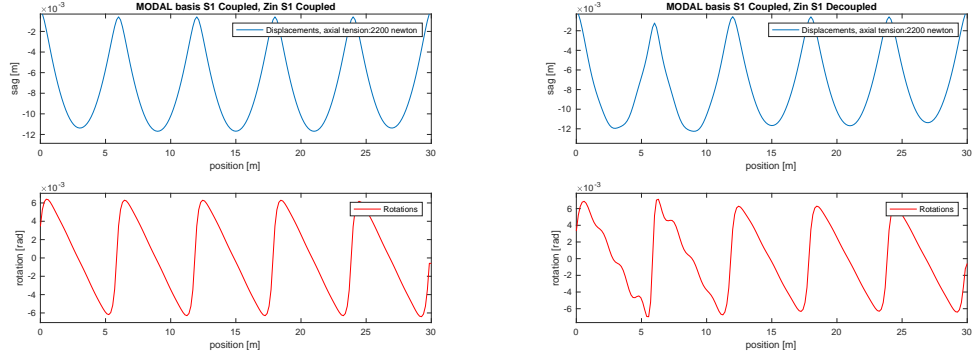 MODAL basis S1 Coupled, Zin S1 Coupled
×10⁻³
Displacements, axial tension:2200 newton
sag [m]
-2
-4
-6
-8
-10
-12
0 5 10 15 20 25 30
position [m]
×10⁻³
Rotations
rotation [rad]
6
4
2
0
-2
-4
-6
0 5 10 15 20 25 30
position [m]
MODAL basis S1 Coupled, Zin S1 Decoupled
×10⁻³
Displacements, axial tension:2200 newton
sag [m]
-2
-4
-6
-8
-10
-12
0 5 10 15 20 25 30
position [m]
×10⁻³
Rotations
rotation [rad]
6
4
2
0
-2
-4
-6
0 5 10 15 20 25 30
position [m]